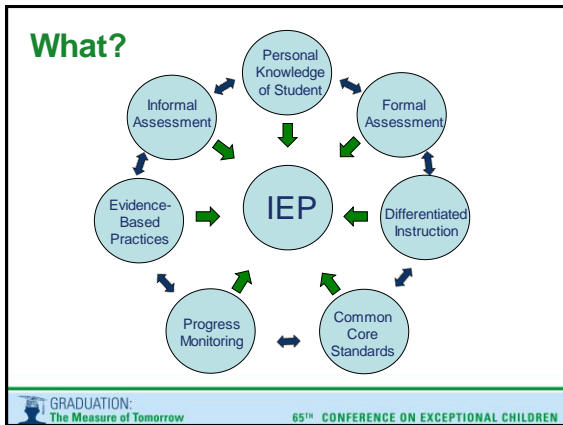 What?
Personal
Knowledge
of Student
Informal
Assessment
Formal
Assessment
Evidence-
Based
Practices
IEP
Differentiated
Instruction
Progress
Monitoring
Common
Core
Standards
GRADUATION:
The Measure of Tomorrow
65TH CONFERENCE ON EXCEPTIONAL CHILDREN